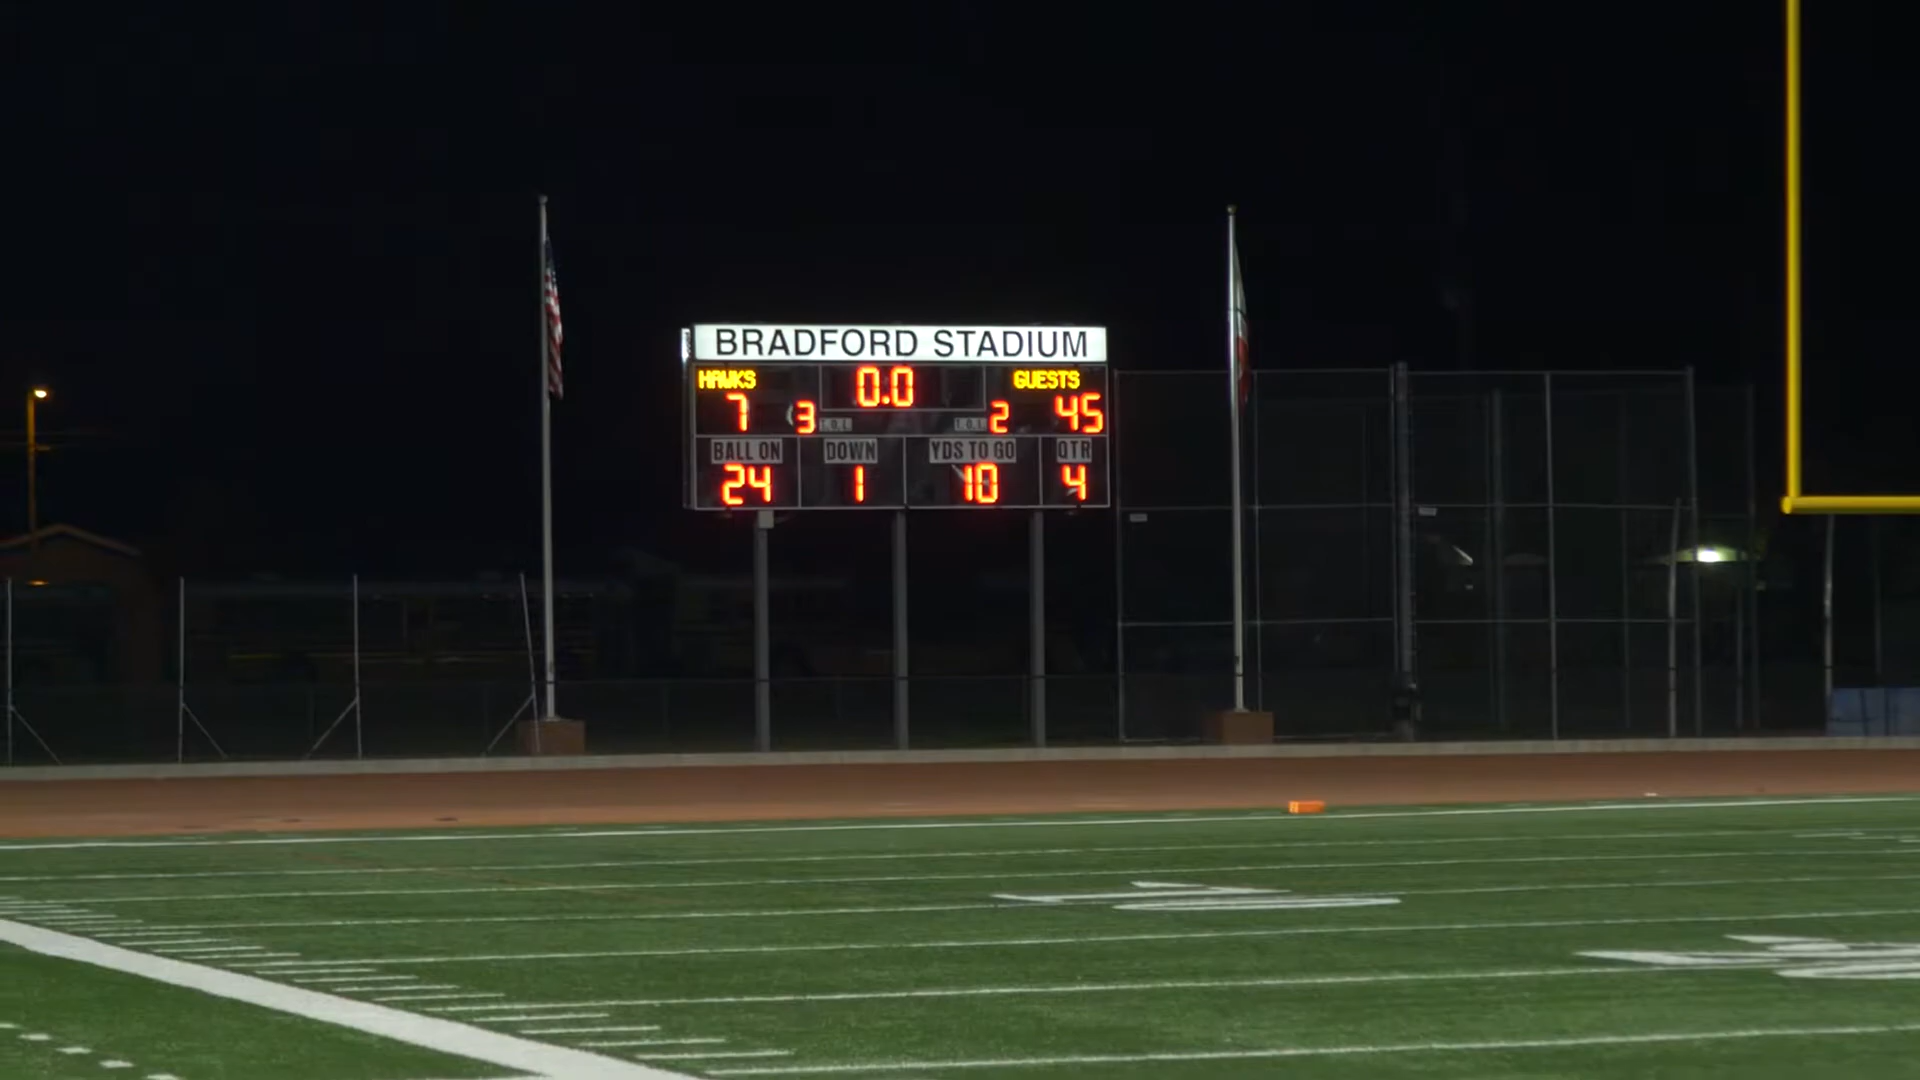 BRADFORD STADIUM
HAWKS 0.0 GUESTS
7 3 T.O.L T.O.L 2 45
BALL ON DOWN YDS TO GO QTR
24 1 10 4